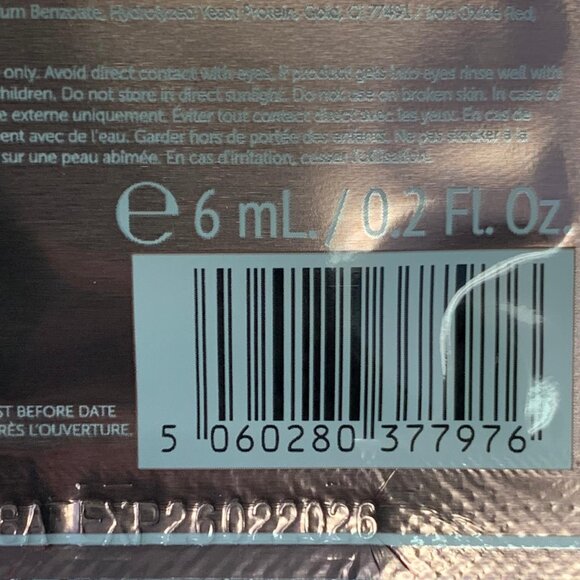 um Benzoate, Hydrolyzed Yeast Protein, Gold, CI 77491 / Iron Oxide Red,
only. Avoid direct contact with eyes. If product gets into eyes rinse well with
children. Do not store in direct sunlight. Do not use on broken skin. In case of
e externe uniquement. Éviter tout contact direct avec les yeux. En cas de
ent avec de l'eau. Garder hors de portée des enfants. Ne pas stocker à la
sur une peau abîmée. En cas d'irritation, cesser l'utilisation.
e 6 mL. / 0.2 Fl. Oz.
ST BEFORE DATE
RÈS L'OUVERTURE.
5 060280 377976
EXP26022026